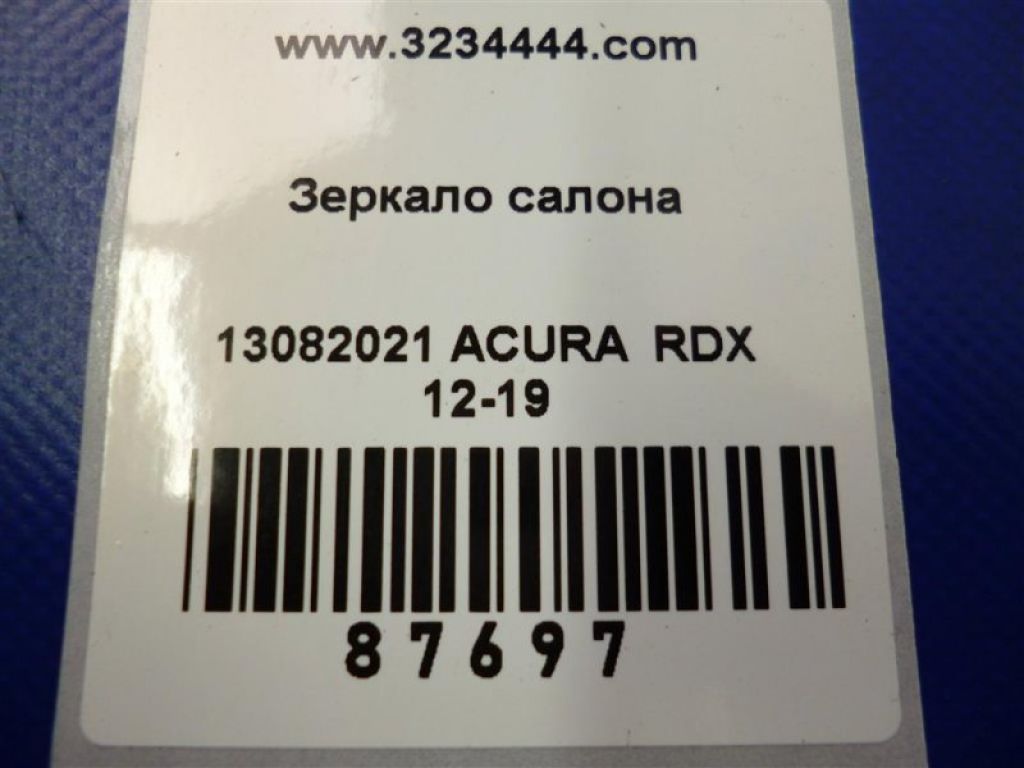 www.3234444.com
Зеркало салона
13082021 ACURA RDX
12-19
87697